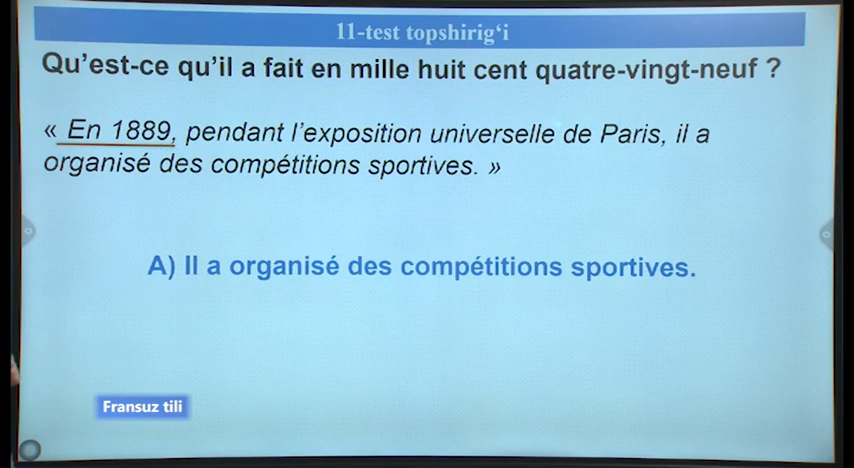 11-test topshirig‘i
Qu’est-ce qu’il a fait en mille huit cent quatre-vingt-neuf ?
« En 1889, pendant l’exposition universelle de Paris, il a
organisé des compétitions sportives. »
A) Il a organisé des compétitions sportives.
Fransuz tili